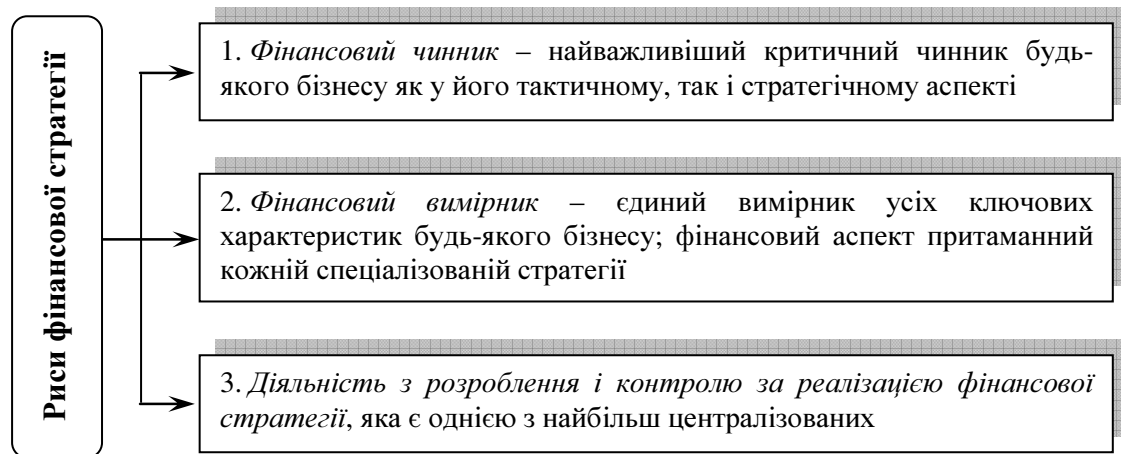 Риси фінансової стратегії
1. Фінансовий чинник – найважливіший критичний чинник будь-
якого бізнесу як у його тактичному, так і стратегічному аспекті
2. Фінансовий вимірник – єдиний вимірник усіх ключових
характеристик будь-якого бізнесу; фінансовий аспект притаманний
кожній спеціалізованій стратегії
3. Діяльність з розроблення і контролю за реалізацією фінансової
стратегії, яка є однією з найбільш централізованих